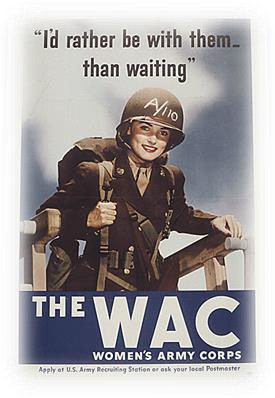 "I'd rather be with them–
than waiting"
A/110
THE WAC
WOMEN'S ARMY CORPS
Apply at U.S. Army Recruiting Station or ask your local Postmaster